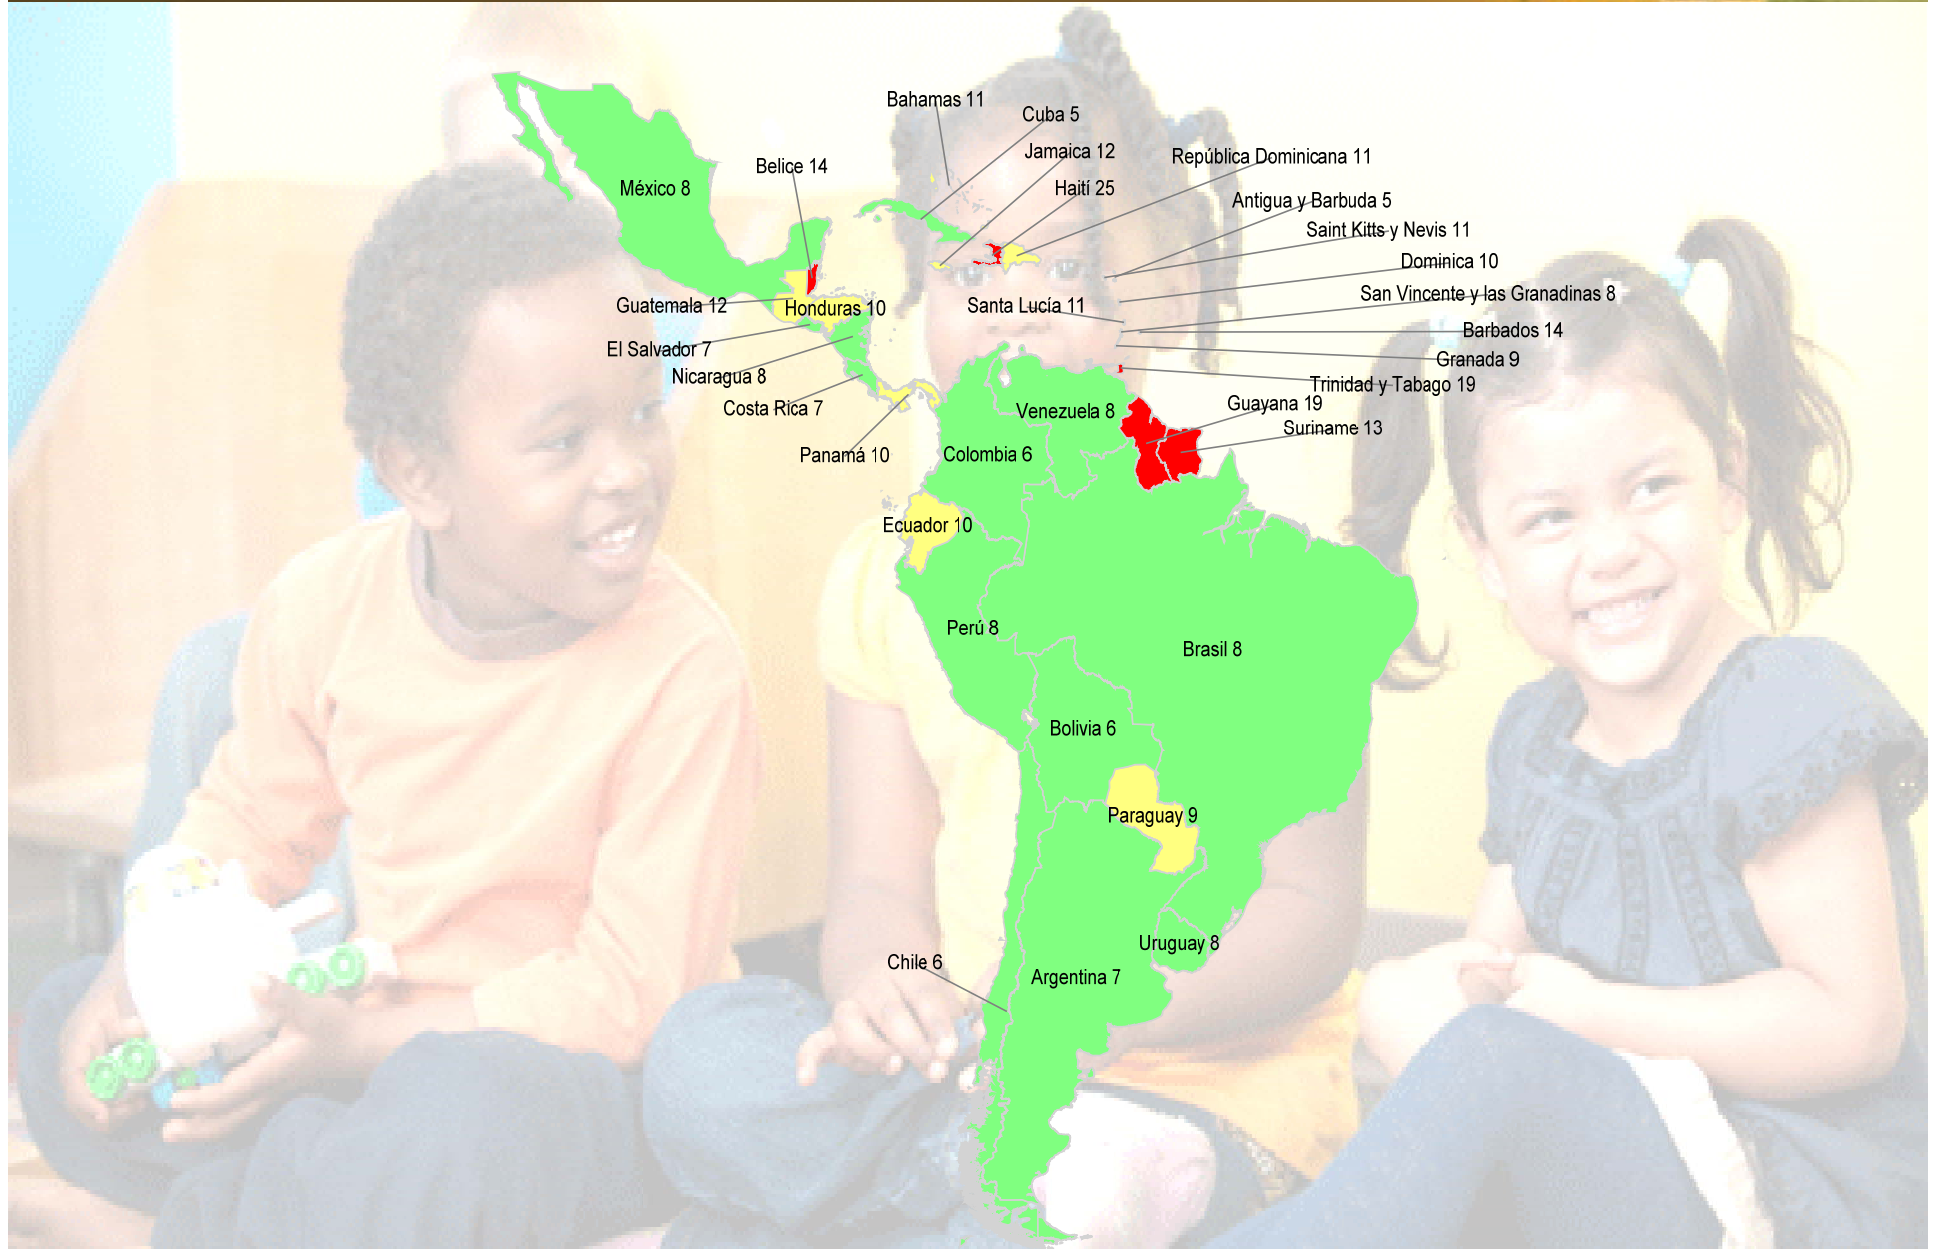 Bahamas 11
Cuba 5
Jamaica 12
República Dominicana 11
Belice 14
México 8
Haití 25
Antigua y Barbuda 5
Saint Kitts y Nevis 11
Dominica 10
San Vincente y las Granadinas 8
Guatemala 12
Honduras 10
Santa Lucía 11
Barbados 14
El Salvador 7
Granada 9
Nicaragua 8
Trinidad y Tabago 19
Costa Rica 7
Venezuela 8
Guayana 19
Suriname 13
Panamá 10
Colombia 6
Ecuador 10
Perú 8
Brasil 8
Bolivia 6
Paraguay 9
Uruguay 8
Chile 6
Argentina 7